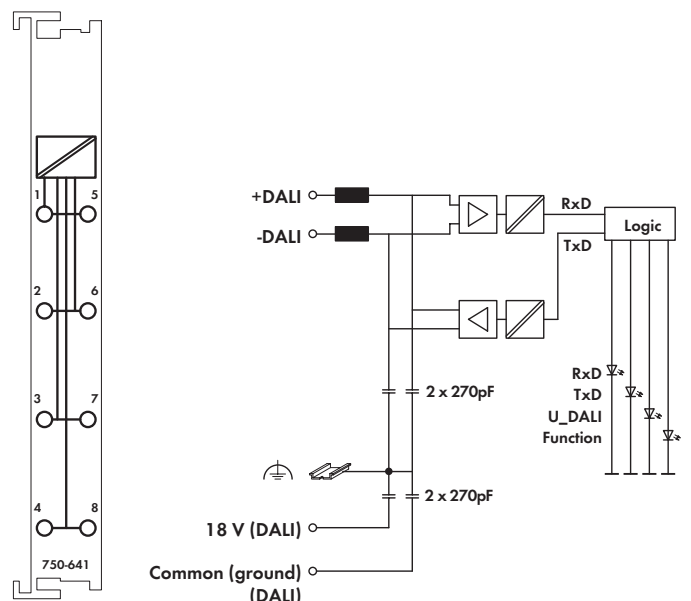 1 5
2 6
3 7
4 8
750-641
+DALI
-DALI
RxD
TxD
Logic
2 x 270pF
RxD
TxD
U_DALI
Function
2 x 270pF
18 V (DALI)
Common (ground)
(DALI)